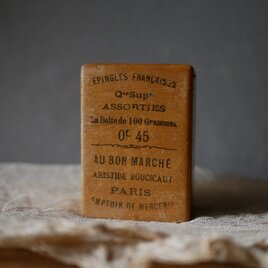 ÉPINGLES FRANÇAISES
Qté Supre
ASSORTIES
La Boîte de 100 Grammes.
0f. 45
AU BON MARCHÉ
ARISTIDE BOUCICAUT
PARIS
COMPTOIR DE MERCERIE